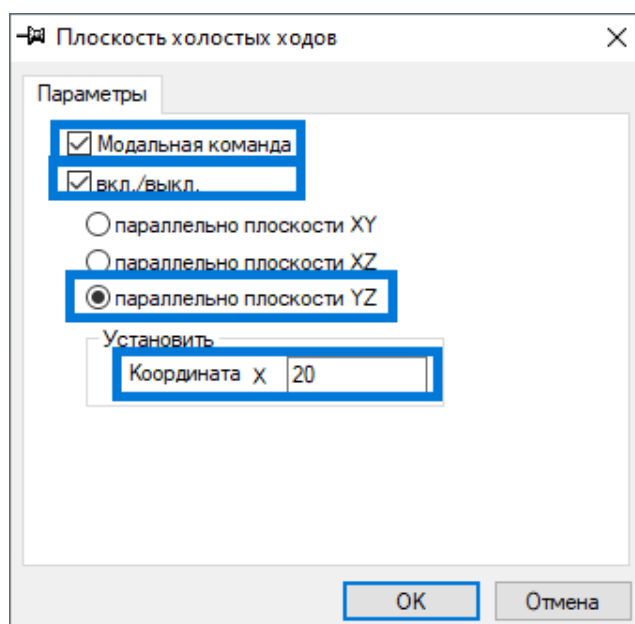 Плоскость холостых ходов
Параметры
Модальная команда
вкл./выкл.
параллельно плоскости XY
параллельно плоскости XZ
параллельно плоскости YZ
Установить
Координата X 20
OK Отмена